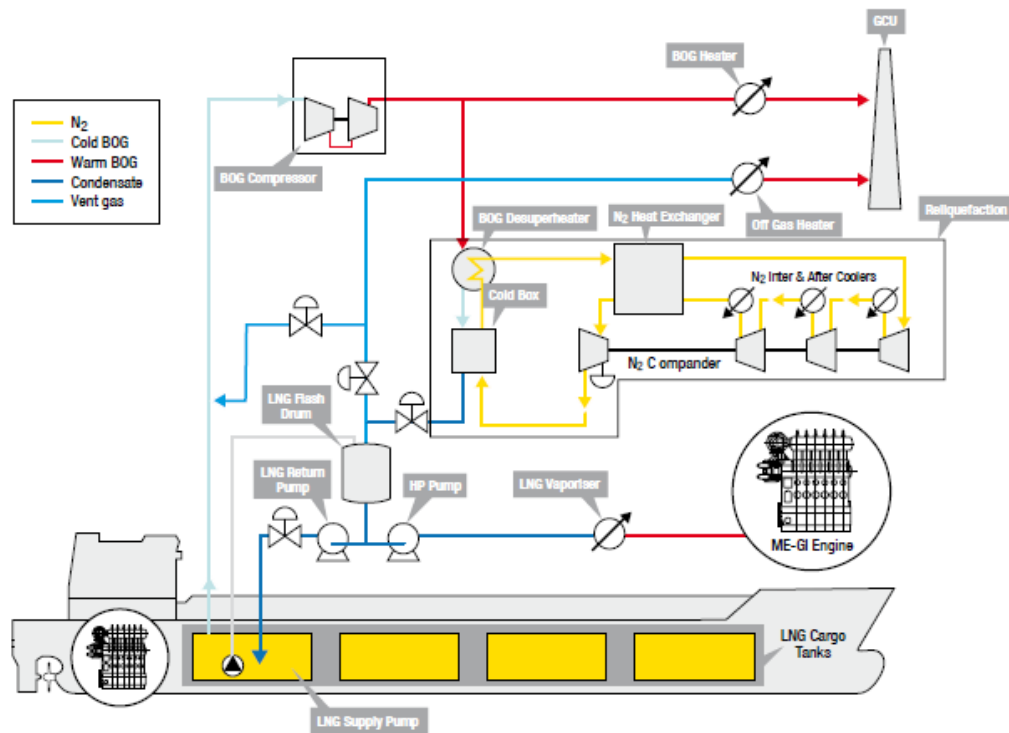 GCU
BOG Heater
N₂
Cold BOG
Warm BOG
Condensate
Vent gas
BOG Compressor
BOG Desuperheater
N₂ Heat Exchanger
Off Gas Heater
Reliquefaction
N₂ Inter & After Coolers
Cold Box
N₂ C ompander
LNG Flash
Drum
LNG Return
Pump
HP Pump
LNG Vaporiser
ME-GI Engine
LNG Cargo
Tanks
LNG Supply Pump